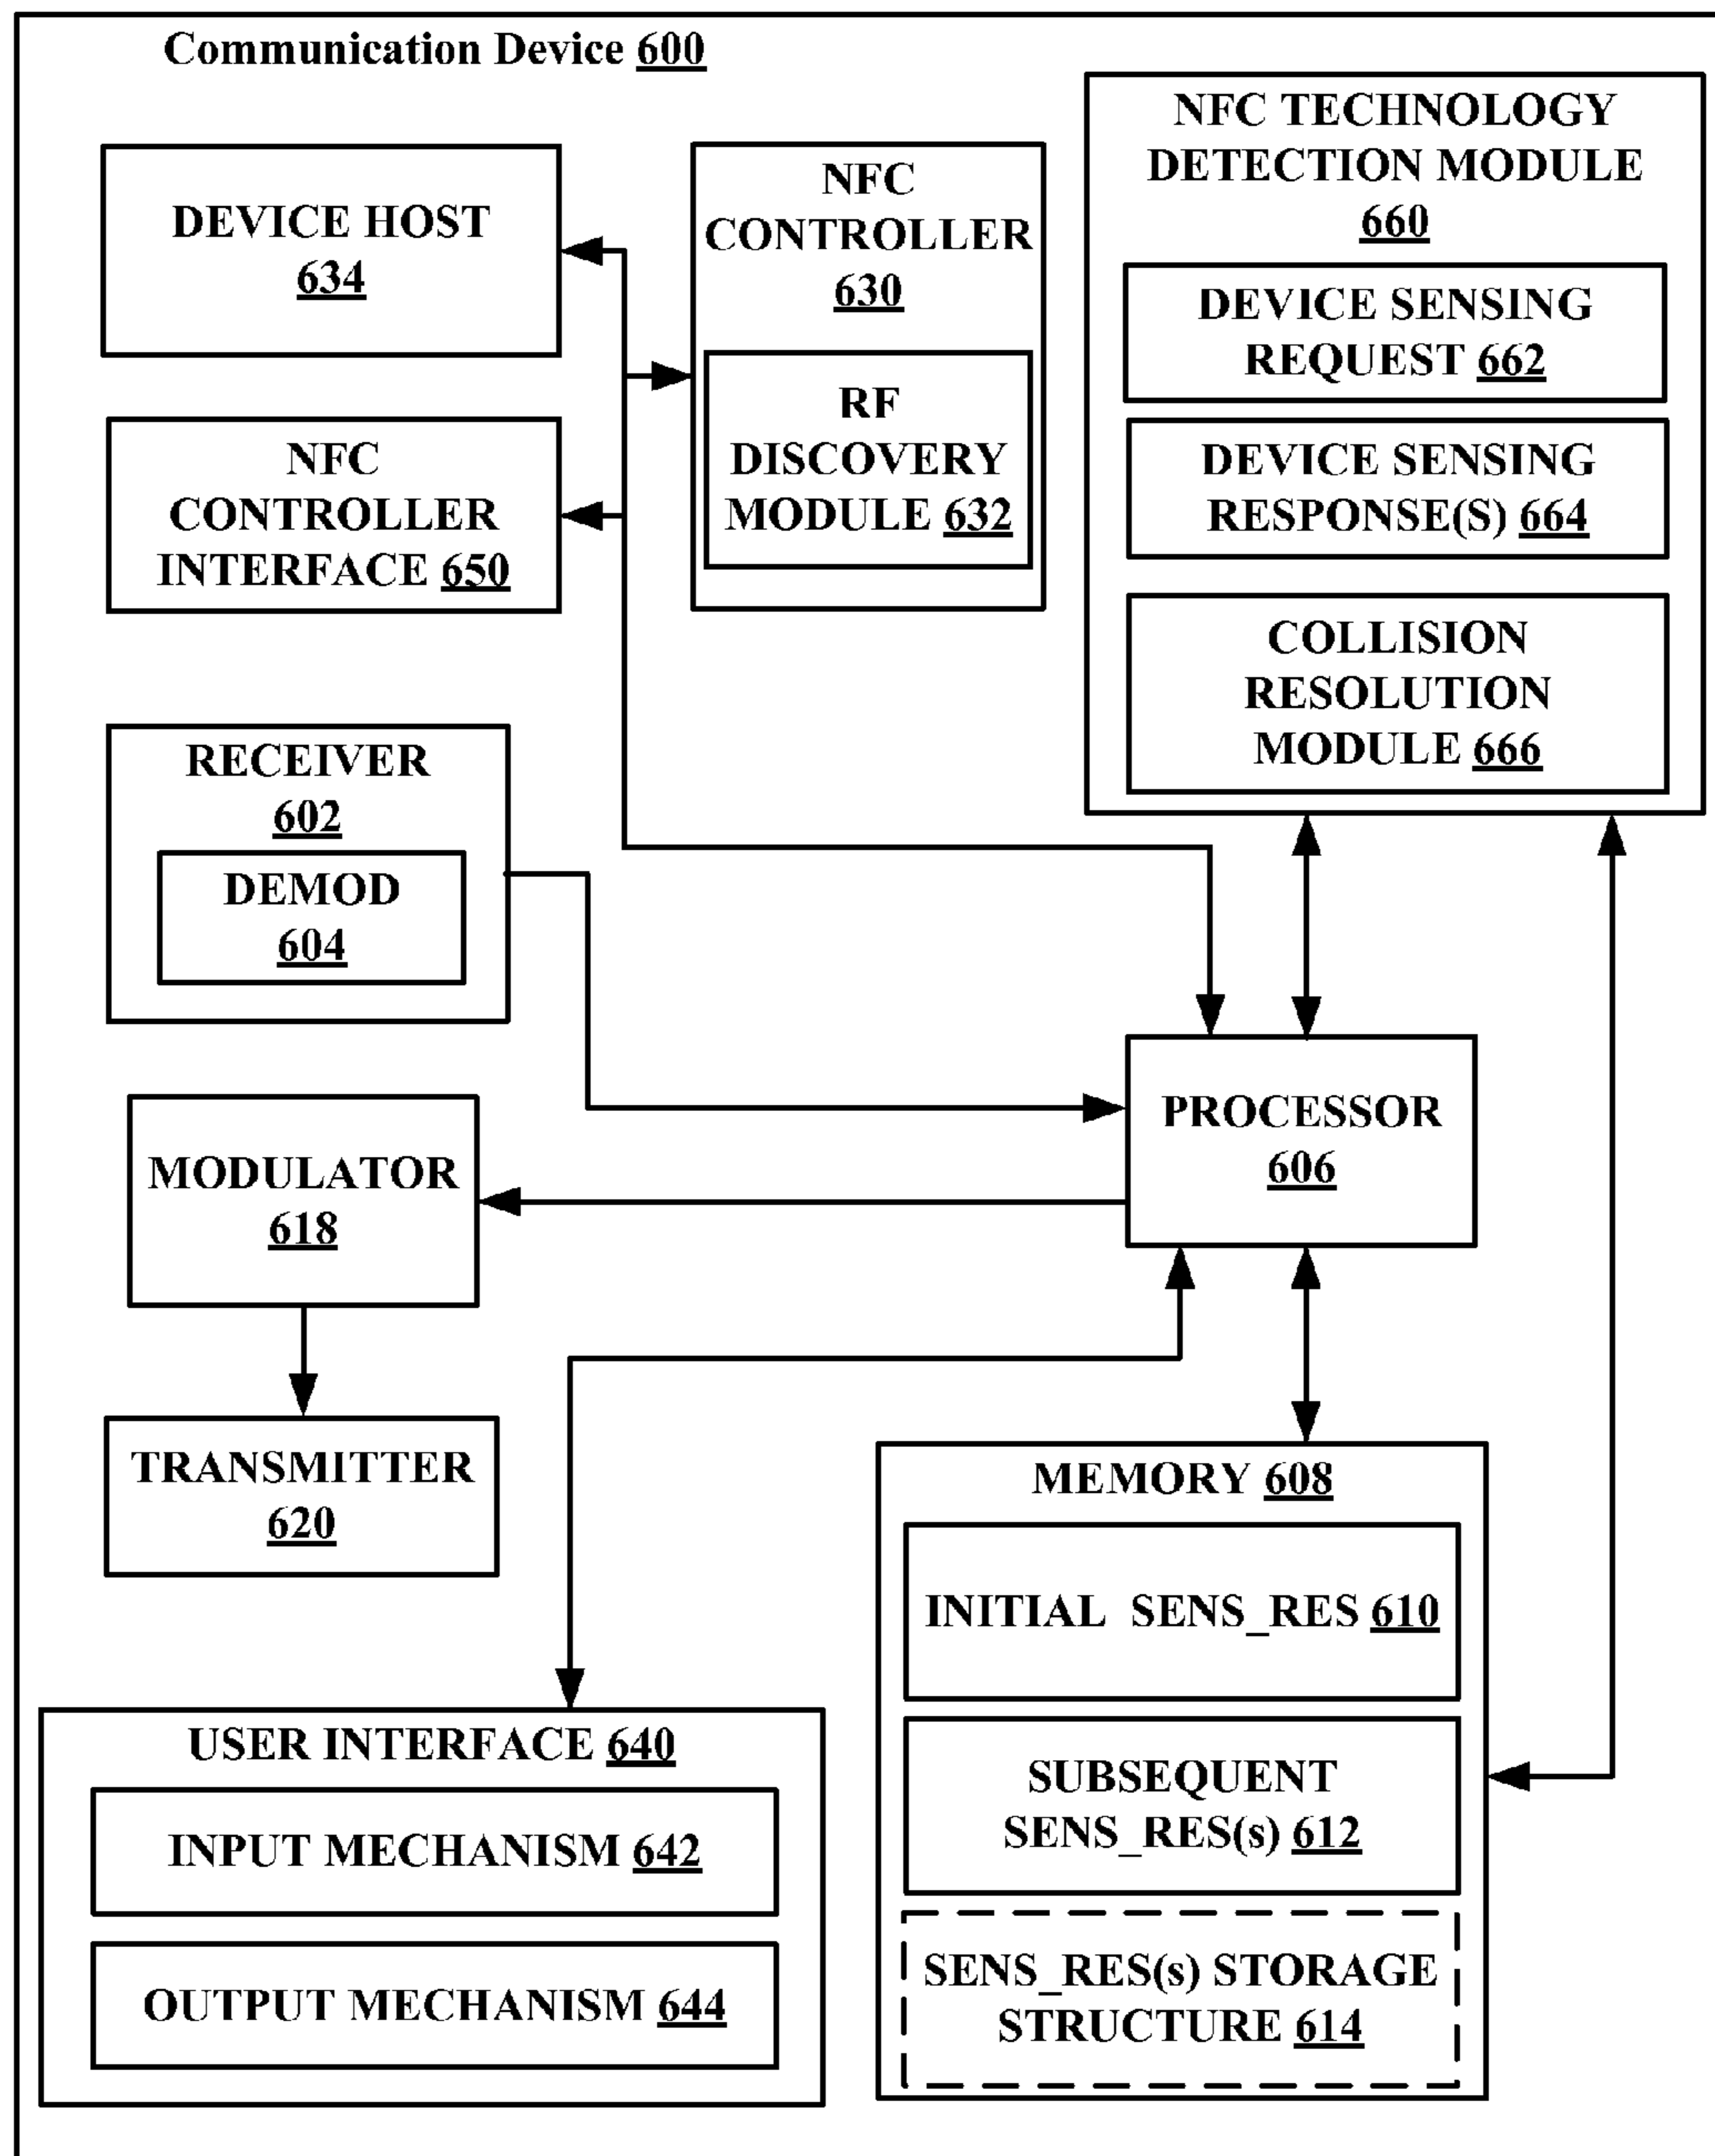 Communication Device 600
DEVICE HOST
634
NFC
CONTROLLER
630
RF
DISCOVERY
MODULE 632
NFC TECHNOLOGY
DETECTION MODULE
660
DEVICE SENSING
REQUEST 662
DEVICE SENSING
RESPONSE(S) 664
COLLISION
RESOLUTION
MODULE 666
NFC
CONTROLLER
INTERFACE 650
RECEIVER
602
DEMOD
604
PROCESSOR
606
MODULATOR
618
TRANSMITTER
620
MEMORY 608
INITIAL SENS_RES 610
SUBSEQUENT
SENS_RES(s) 612
SENS_RES(s) STORAGE
STRUCTURE 614
USER INTERFACE 640
INPUT MECHANISM 642
OUTPUT MECHANISM 644